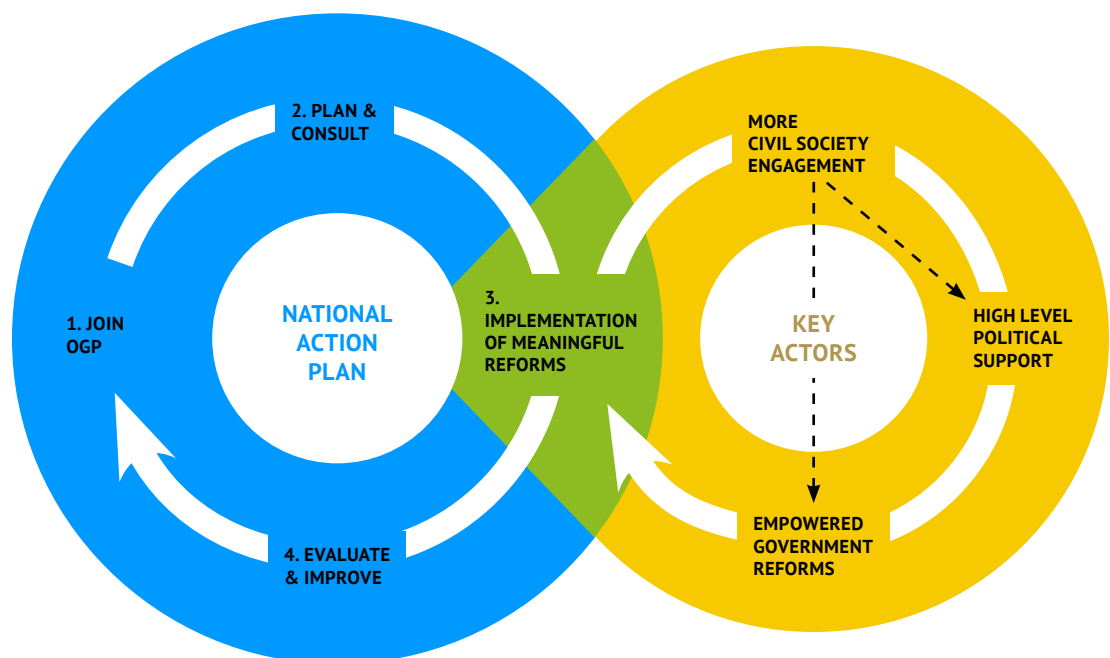 2. PLAN &
CONSULT
1. JOIN
OGP
NATIONAL
ACTION
PLAN
3.
IMPLEMENTATION
OF MEANINGFUL
REFORMS
4. EVALUATE
& IMPROVE
MORE
CIVIL SOCIETY
ENGAGEMENT
KEY
ACTORS
HIGH LEVEL
POLITICAL
SUPPORT
EMPOWERED
GOVERNMENT
REFORMS